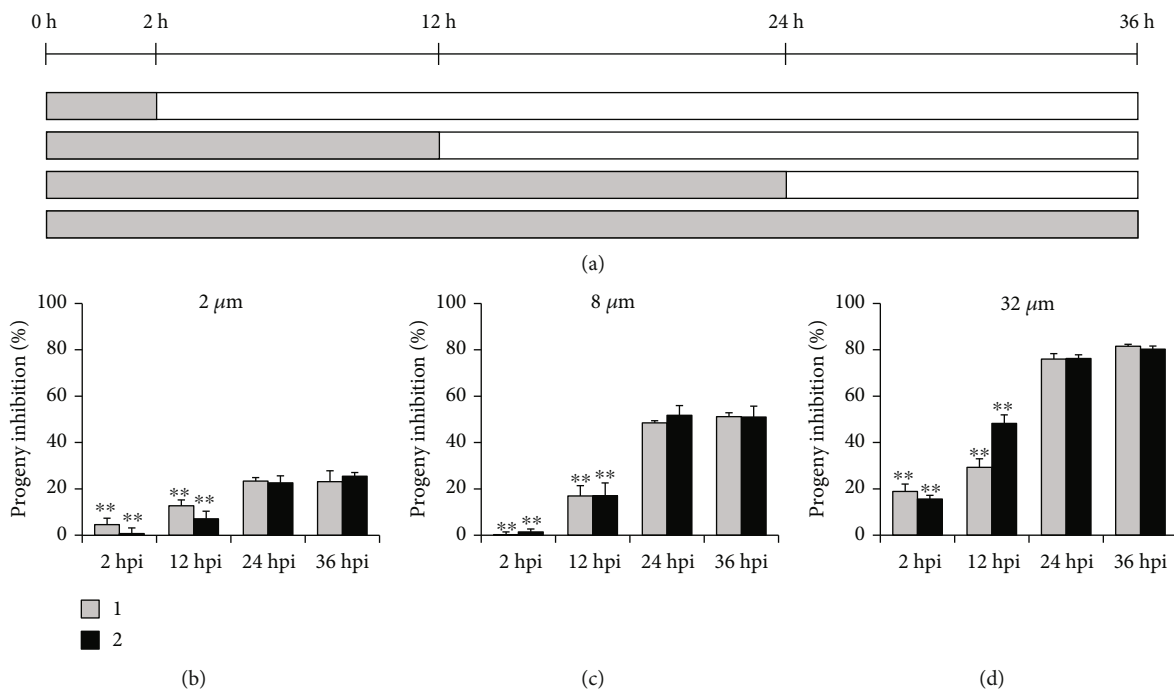 0 h 2 h 12 h 24 h 36 h
(a)
2 μm
Progeny inhibition (%)
100
80
60
40
20
0
** ** ** **
2 hpi 12 hpi 24 hpi 36 hpi
1
2
(b)
8 μm
Progeny inhibition (%)
100
80
60
40
20
0
** ** ** **
2 hpi 12 hpi 24 hpi 36 hpi
(c)
32 μm
Progeny inhibition (%)
100
80
60
40
20
0
** ** ** **
2 hpi 12 hpi 24 hpi 36 hpi
(d)